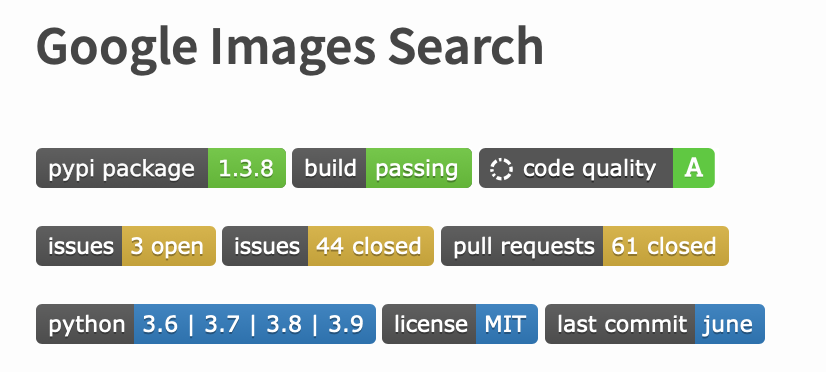 Google Images Search
pypi package 1.3.8 build passing code quality A
issues 3 open issues 44 closed pull requests 61 closed
python 3.6 | 3.7 | 3.8 | 3.9 license MIT last commit june